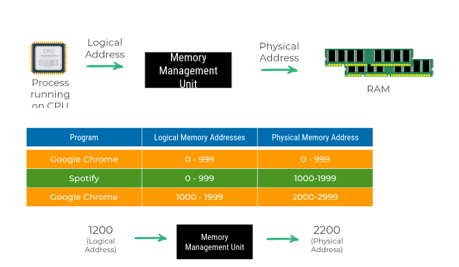 Logical
Address
Physical
Address
CPU
Memory
Management
Unit
Process
running
on CPU
RAM
Program Logical Memory Addresses Physical Memory Address
Google Chrome 0 - 999 0 - 999
Spotify 0 - 999 1000-1999
Google Chrome 1000 - 1999 2000-2999
1200
(Logical
Address)
Memory
Management Unit
2200
(Physical
Address)